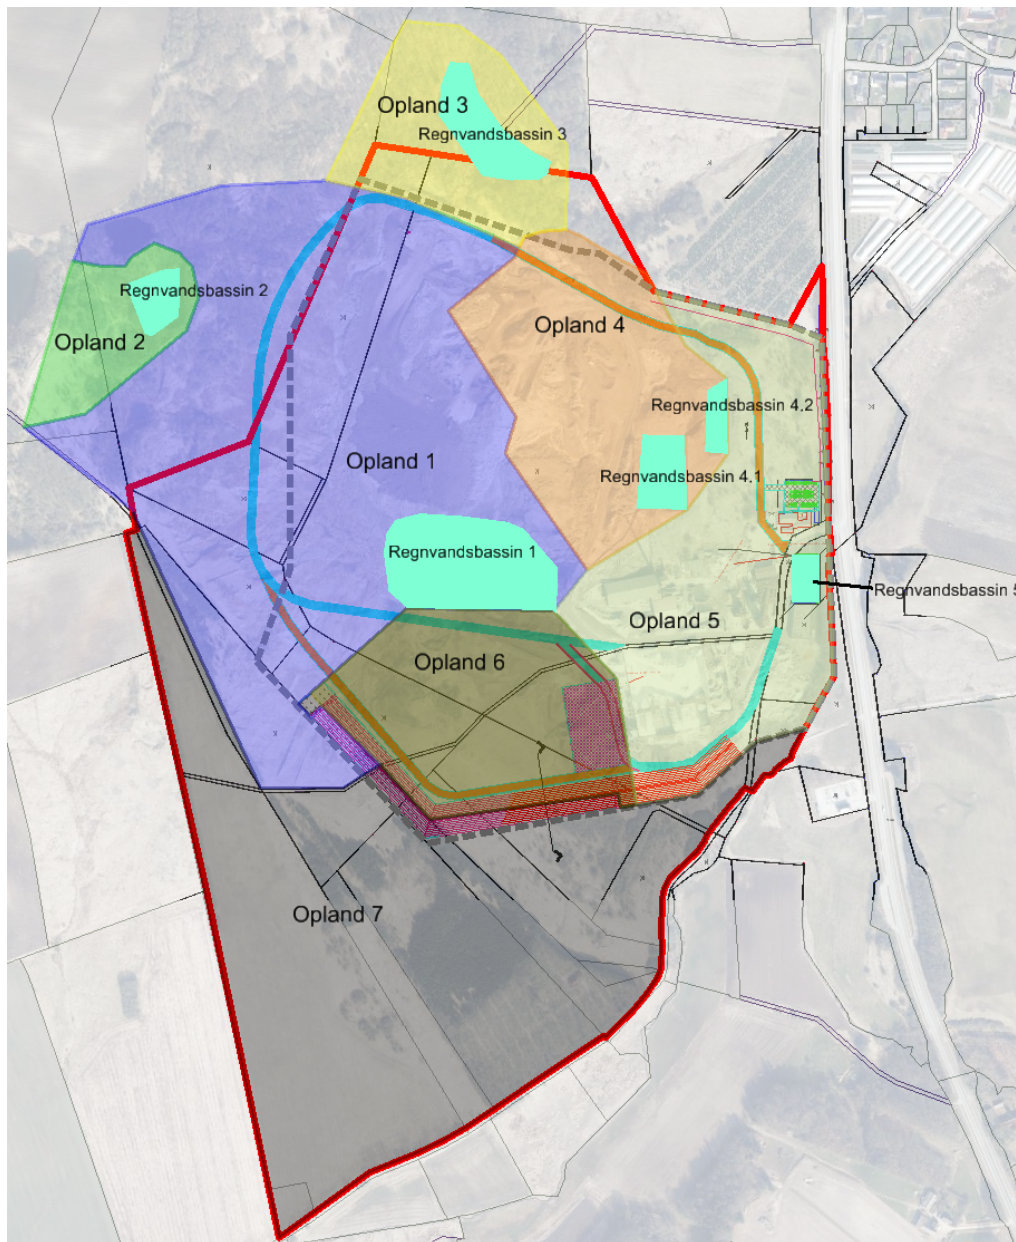 Opland 3
Regnvandsbassin 3
Regnvandsbassin 2
Opland 4
Opland 2
Regnvandsbassin 4.2
Opland 1
Regnvandsbassin 4.1
Regnvandsbassin 1
Regnvandsbassin 5
Opland 5
Opland 6
Opland 7